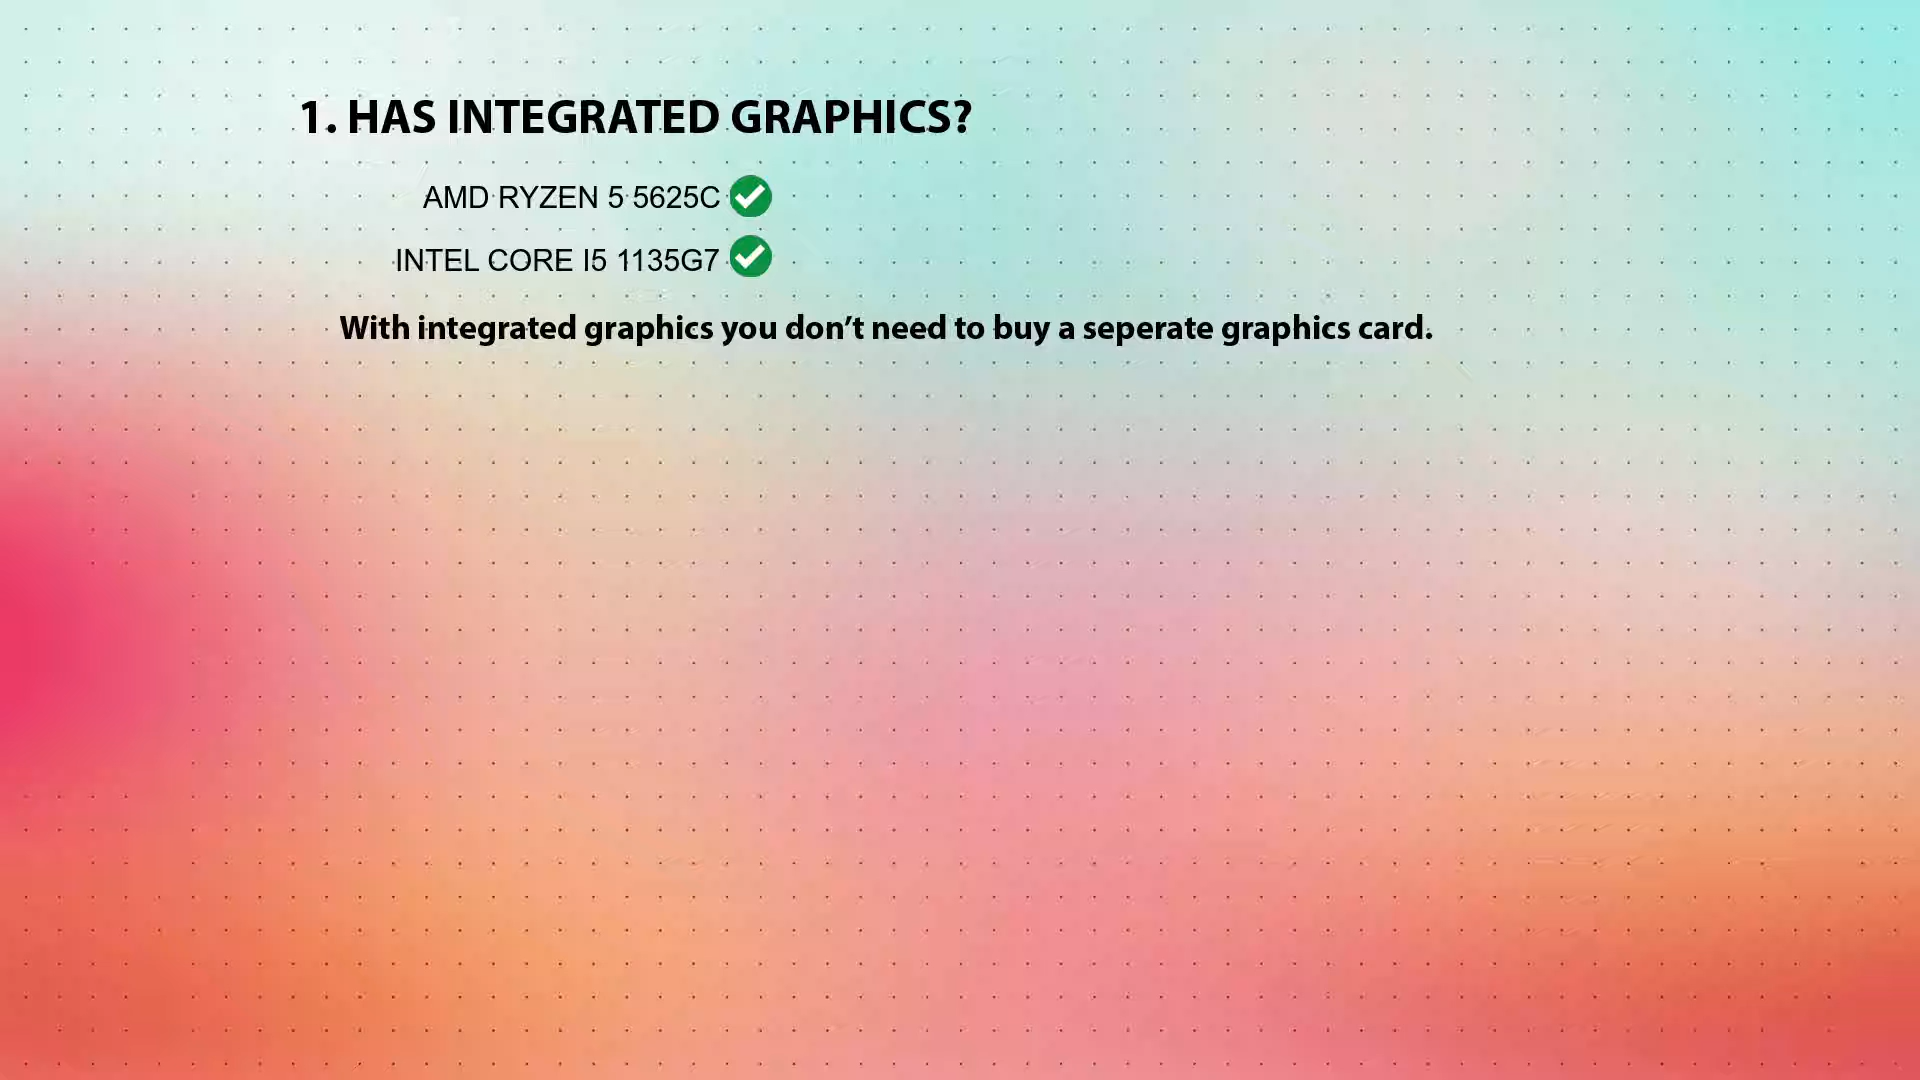 1. HAS INTEGRATED GRAPHICS?
AMD RYZEN 5 5625C
INTEL CORE I5 1135G7
With integrated graphics you don’t need to buy a seperate graphics card.